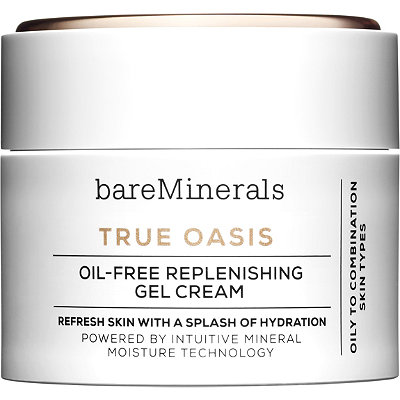 bareMinerals
TRUE OASIS
OIL-FREE REPLENISHING
GEL CREAM
REFRESH SKIN WITH A SPLASH OF HYDRATION
POWERED BY INTUITIVE MINERAL
MOISTURE TECHNOLOGY
OILY TO COMBINATION
SKIN TYPES